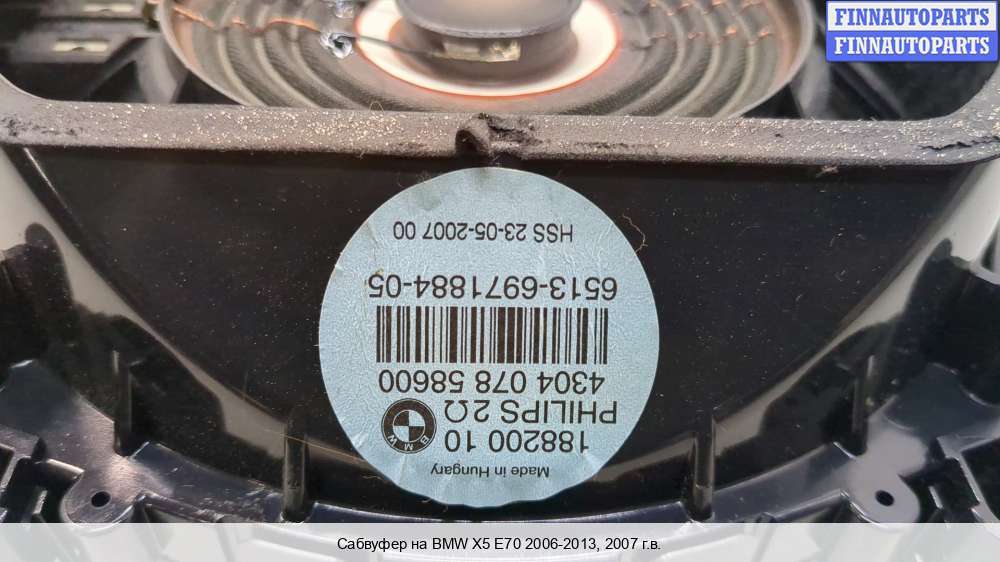 FINNAUTOPARTS
FINNAUTOPARTS
Made in Hungary
188200 10
PHILIPS 2Ω
BMW
4304 078 58600
6513-6971884-05
HSS 23-05-2007 00
Сабвуфер на BMW X5 E70 2006-2013, 2007 г.в.